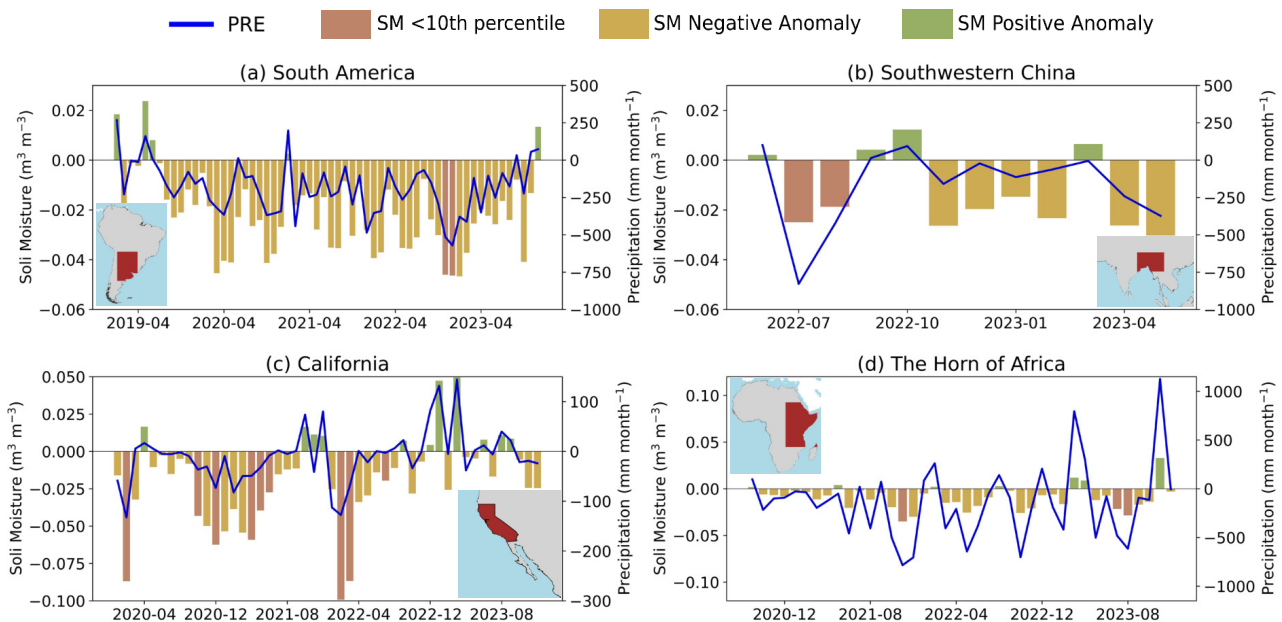 PRE SM <10th percentile SM Negative Anomaly SM Positive Anomaly
(a) South America
Soli Moisture (m³ m⁻³)
0.02
0.00
−0.02
−0.04
−0.06
2019-04 2020-04 2021-04 2022-04 2023-04
500
250
0
−250
−500
−750
−1000
Precipitation (mm month⁻¹)
(b) Southwestern China
Soli Moisture (m³ m⁻³)
0.02
0.00
−0.02
−0.04
−0.06
2022-07 2022-10 2023-01 2023-04
500
250
0
−250
−500
−750
−1000
Precipitation (mm month⁻¹)
(c) California
Soli Moisture (m³ m⁻³)
0.050
0.025
0.000
−0.025
−0.050
−0.075
−0.100
2020-04 2020-12 2021-08 2022-04 2022-12 2023-08
100
0
−100
−200
−300
Precipitation (mm month⁻¹)
(d) The Horn of Africa
Soli Moisture (m³ m⁻³)
0.10
0.05
0.00
−0.05
−0.10
2020-12 2021-08 2022-04 2022-12 2023-08
1000
500
0
−500
−1000
Precipitation (mm month⁻¹)